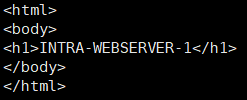 <html>
<body>
<h1>INTRA-WEBSERVER-1</h1>
</body>
</html>